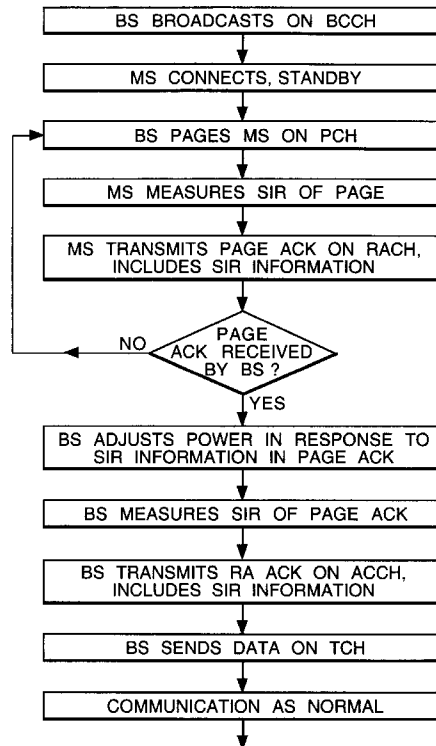 BS BROADCASTS ON BCCH
MS CONNECTS, STANDBY
BS PAGES MS ON PCH
MS MEASURES SIR OF PAGE
MS TRANSMITS PAGE ACK ON RACH,
INCLUDES SIR INFORMATION
PAGE
ACK RECEIVED
BY BS ?
NO
YES
BS ADJUSTS POWER IN RESPONSE TO
SIR INFORMATION IN PAGE ACK
BS MEASURES SIR OF PAGE ACK
BS TRANSMITS RA ACK ON ACCH,
INCLUDES SIR INFORMATION
BS SENDS DATA ON TCH
COMMUNICATION AS NORMAL